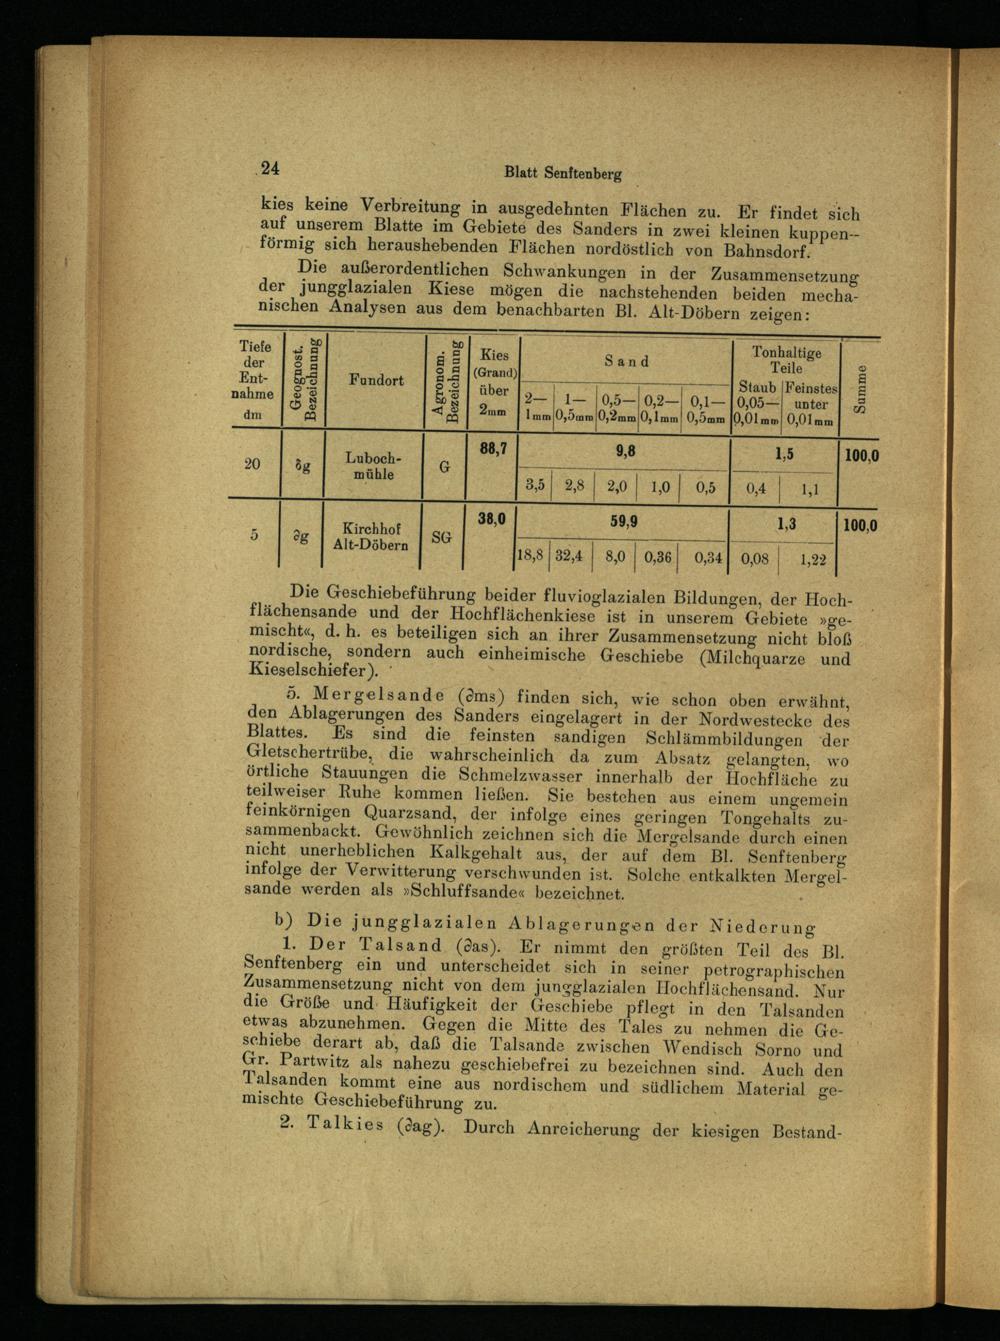 24
Blatt Senftenberg
kies keine Verbreitung in ausgedehnten Flächen zu. Er findet sich
auf unserem Blatte im Gebiete des Sanders in zwei kleinen kuppen-
förmig sich heraushebenden Flächen nordöstlich von Bahnsdorf.
Die außerordentlichen Schwankungen in der Zusammensetzung
der jungglazialen Kiese mögen die nachstehenden beiden mecha-
nischen Analysen aus dem benachbarten Bl. Alt-Döbern zeigen:
Tiefe der Ent- nahme dm | Geognost. Bezeichnung | Fundort | Agronom. Bezeichnung | Kies (Grand) über 2mm | Sand | Tonhaltige Teile | Summe
2— 1mm | 1— 0,5mm | 0,5— 0,2mm | 0,2— 0,1mm | 0,1— 0,5mm | Staub 0,05— 0,01mm | Feinstes unter 0,01mm
20 | ∂g | Luboch- mühle | G | 88,7 | 9,8 | 1,5 | 100,0
3,5 | 2,8 | 2,0 | 1,0 | 0,5 | 0,4 | 1,1
5 | ∂g | Kirchhof Alt-Döbern | SG | 38,0 | 59,9 | 1,3 | 100,0
18,8 | 32,4 | 8,0 | 0,36 | 0,34 | 0,08 | 1,22
Die Geschiebeführung beider fluvioglazialen Bildungen, der Hoch-
flächensande und der Hochflächenkiese ist in unserem Gebiete »ge-
mischt«, d. h. es beteiligen sich an ihrer Zusammensetzung nicht bloß
nordische, sondern auch einheimische Geschiebe (Milchquarze und
Kieselschiefer).
5. Mergelsande (∂ms) finden sich, wie schon oben erwähnt,
den Ablagerungen des Sanders eingelagert in der Nordwestecke des
Blattes. Es sind die feinsten sandigen Schlämmbildungen der
Gletschertrübe, die wahrscheinlich da zum Absatz gelangten, wo
örtliche Stauungen die Schmelzwasser innerhalb der Hochfläche zu
teilweiser Ruhe kommen ließen. Sie bestehen aus einem ungemein
feinkörnigen Quarzsand, der infolge eines geringen Tongehalts zu-
sammenbackt. Gewöhnlich zeichnen sich die Mergelsande durch einen
nicht unerheblichen Kalkgehalt aus, der auf dem Bl. Senftenberg
infolge der Verwitterung verschwunden ist. Solche entkalkten Mergel-
sande werden als »Schluffsande« bezeichnet.
b) Die jungglazialen Ablagerungen der Niederung
1. Der Talsand (∂as). Er nimmt den größten Teil des Bl.
Senftenberg ein und unterscheidet sich in seiner petrographischen
Zusammensetzung nicht von dem jungglazialen Hochflächensand. Nur
die Größe und Häufigkeit der Geschiebe pflegt in den Talsanden
etwas abzunehmen. Gegen die Mitte des Tales zu nehmen die Ge-
schiebe derart ab, daß die Talsande zwischen Wendisch Sorno und
Gr. Partwitz als nahezu geschiebefrei zu bezeichnen sind. Auch den
Talsanden kommt eine aus nordischem und südlichem Material ge-
mischte Geschiebeführung zu.
2. Talkies (∂ag). Durch Anreicherung der kiesigen Bestand-